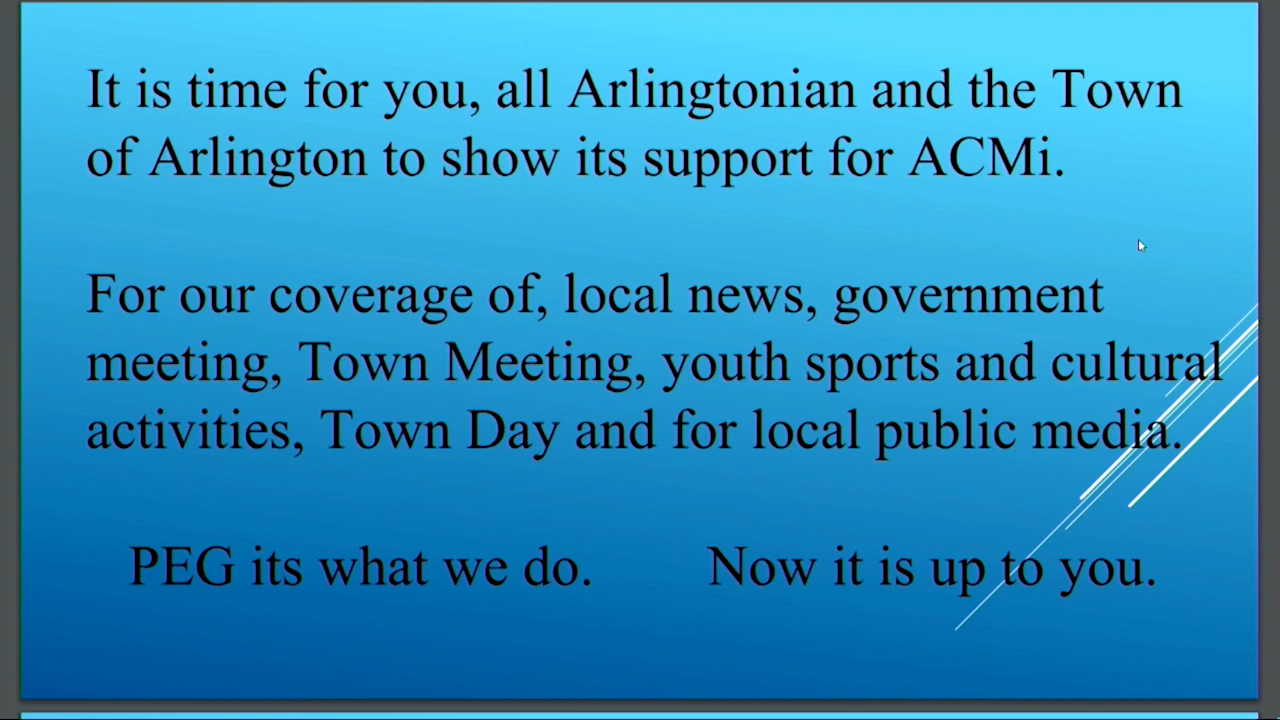 It is time for you, all Arlingtonian and the Town
of Arlington to show its support for ACMi.
For our coverage of, local news, government
meeting, Town Meeting, youth sports and cultural
activities, Town Day and for local public media.
PEG its what we do. Now it is up to you.